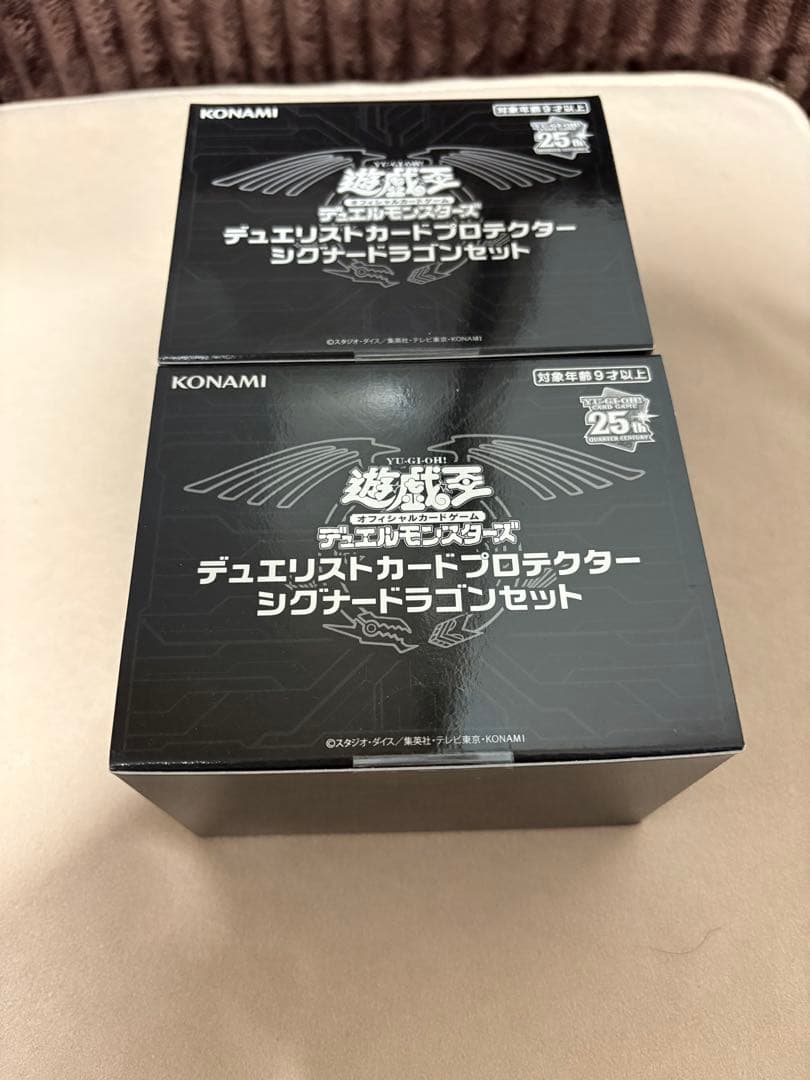 KONAMI
対象年齢9才以上
YU-GI-OH!
25th
遊戯王
オフィシャルカードゲーム
デュエルモンスターズ
デュエリストカードプロテクター
シグナードラゴンセット
©スタジオ・ダイス/集英社・テレビ東京・KONAMI
KONAMI
対象年齢9才以上
YU-GI-OH!
CARD GAME
25th
QUARTER CENTURY
YU-GI-OH!
遊戯王
オフィシャルカードゲーム
デュエルモンスターズ
デュエリストカードプロテクター
シグナードラゴンセット
©スタジオ・ダイス/集英社・テレビ東京・KONAMI